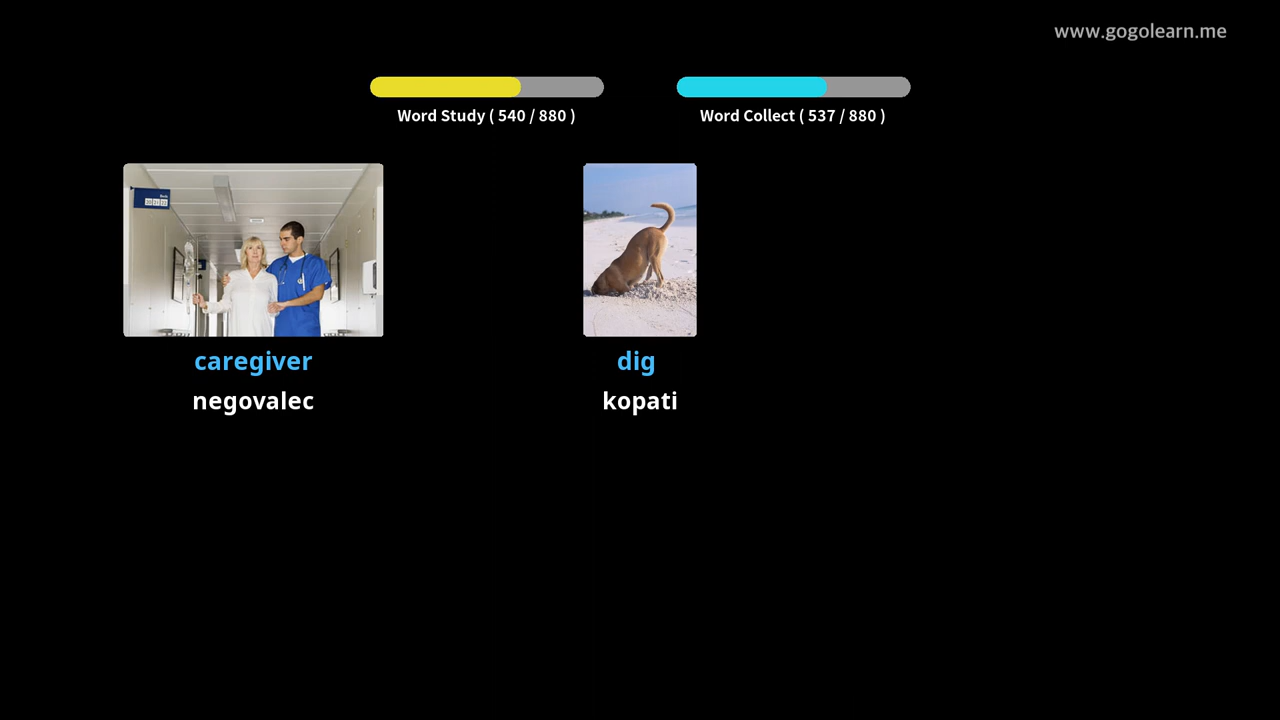 www.gogolearn.me
Word Study ( 540 / 880 )
Word Collect ( 537 / 880 )
caregiver
negovalec
dig
kopati